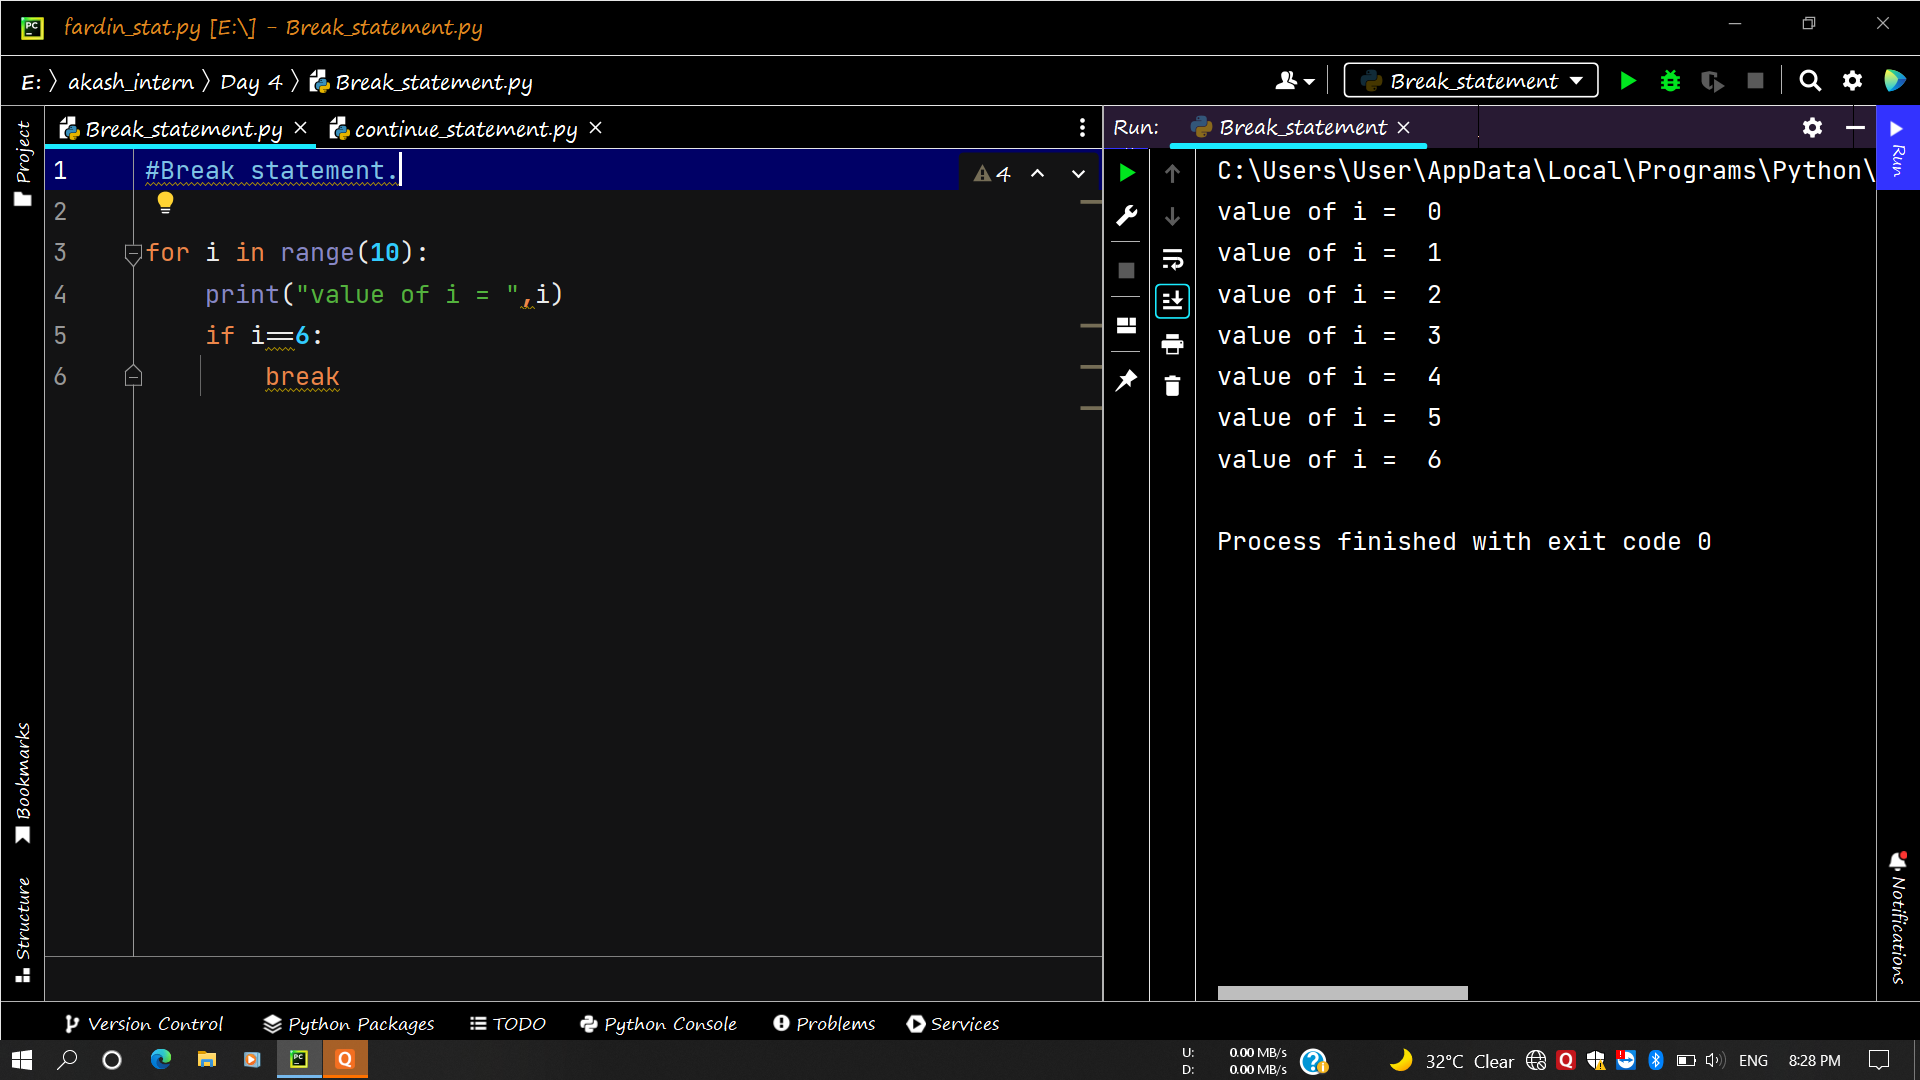 fardin_stat.py [E:\] - Break_statement.py
E: 〉 akash_intern 〉 Day 4 〉 Break_statement.py
Break_statement
Project
Break_statement.py
continue_statement.py
Run: Break_statement
Run
1 #Break statement.
4
2
3 for i in range(10):
4     print("value of i = ",i)
5     if i==6:
6         break
C:\Users\User\AppData\Local\Programs\Python\
value of i =  0
value of i =  1
value of i =  2
value of i =  3
value of i =  4
value of i =  5
value of i =  6
Process finished with exit code 0
Bookmarks
Structure
Notifications
Version Control Python Packages TODO Python Console Problems Services
U: 0.00 MB/s
D: 0.00 MB/s
32°C Clear ENG 8:28 PM